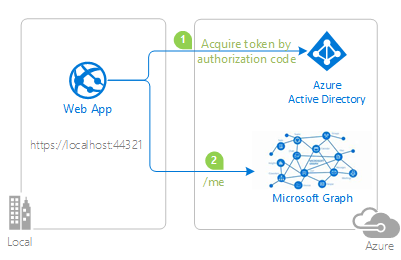 1
Acquire token by
authorization code
Azure
Active Directory
Web App
https://localhost:44321
2
/me
Microsoft Graph
Local
Azure